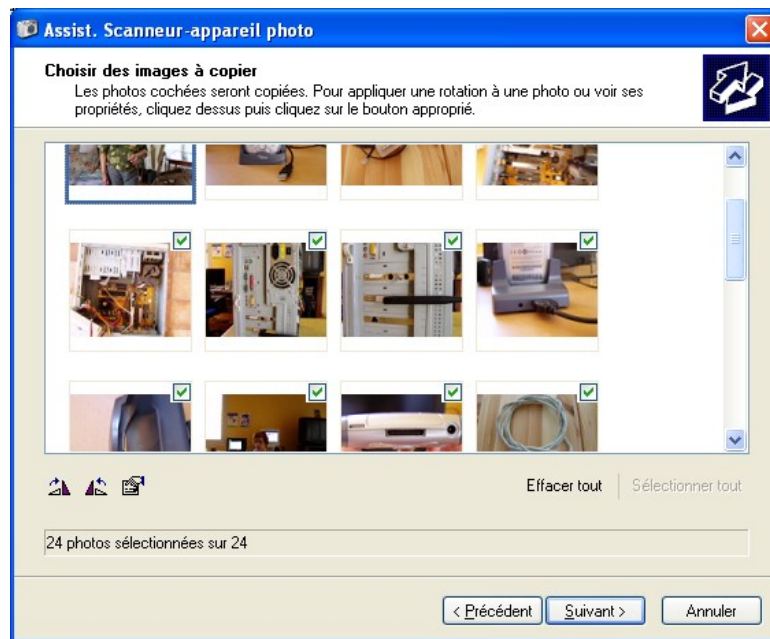 Assist. Scanneur-appareil photo
Choisir des images à copier
Les photos cochées seront copiées. Pour appliquer une rotation à une photo ou voir ses
propriétés, cliquez dessus puis cliquez sur le bouton approprié.
Effacer tout
Sélectionner tout
24 photos sélectionnées sur 24
< Précédent
Suivant >
Annuler